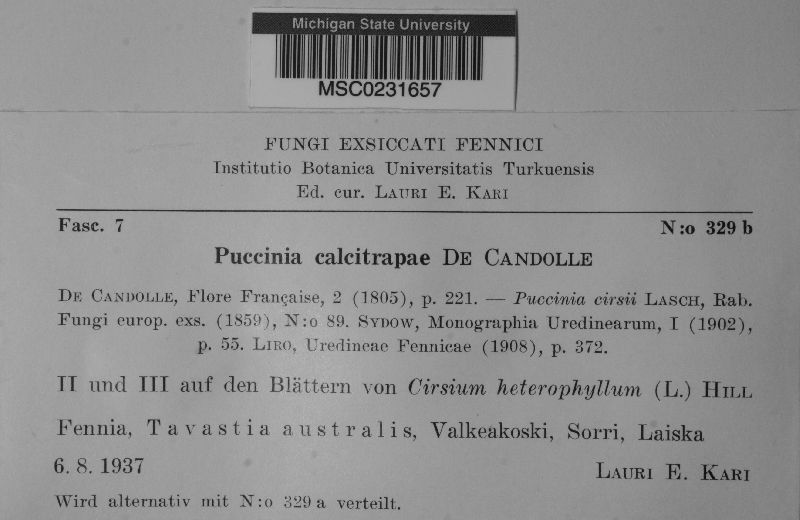 Michigan State University
MSC0231657
FUNGI EXSICCATI FENNICI
Institutio Botanica Universitatis Turkuensis
Ed. cur. LAURI E. KARI
Fasc. 7 N:o 329 b
Puccinia calcitrapae DE CANDOLLE
DE CANDOLLE, Flore Française, 2 (1805), p. 221. — Puccinia cirsii LASCH, Rab.
Fungi europ. exs. (1859), N:o 89. SYDOW, Monographia Uredinearum, I (1902),
p. 55. LIRO, Uredineae Fennicae (1908), p. 372.
II und III auf den Blättern von Cirsium heterophyllum (L.) HILL
Fennia, Tavastia australis, Valkeakoski, Sorri, Laiska
6. 8. 1937 LAURI E. KARI
Wird alternativ mit N:o 329 a verteilt.